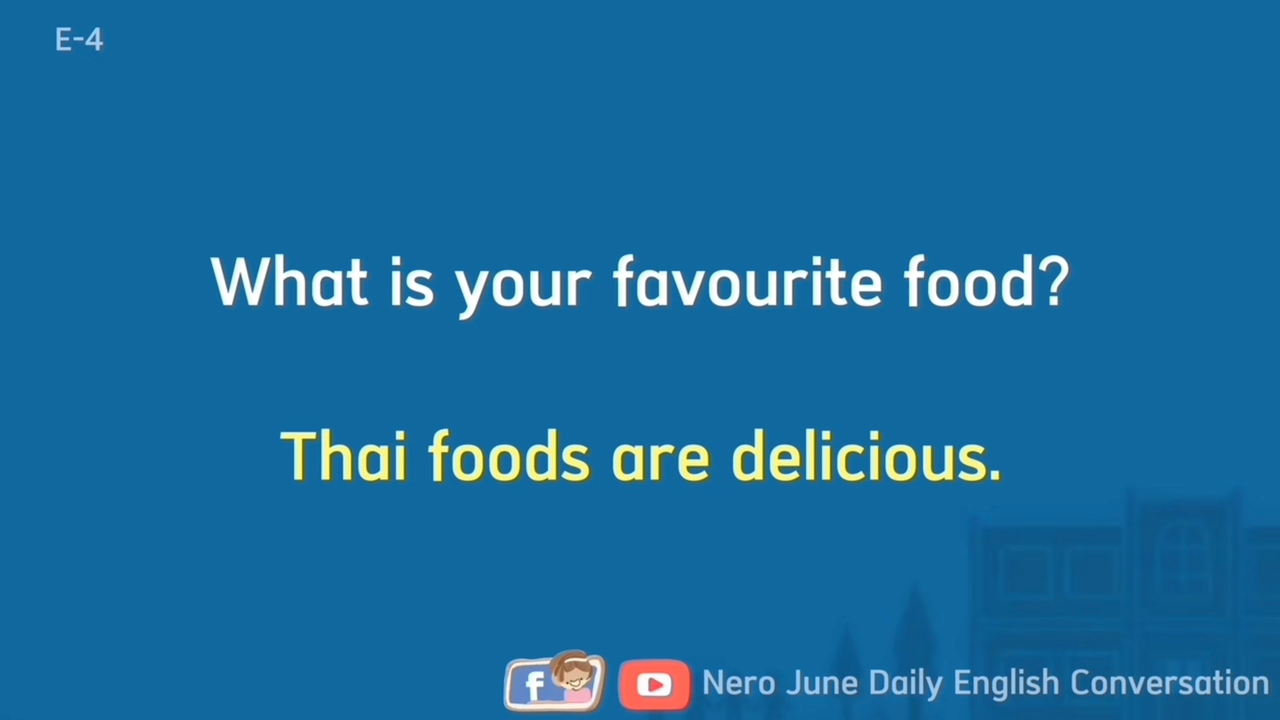 E-4
What is your favourite food?
Thai foods are delicious.
f Nero June Daily English Conversation